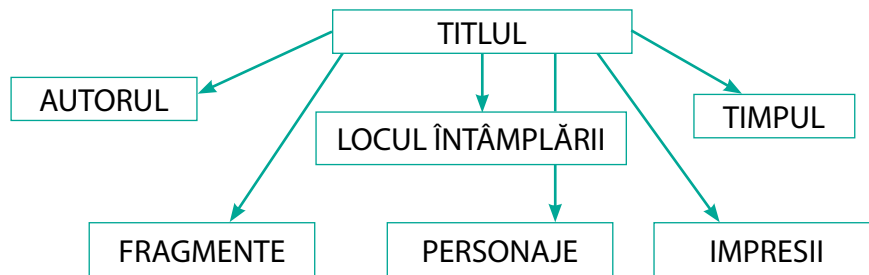 TITLUL
AUTORUL
TIMPUL
LOCUL ÎNTÂMPLĂRII
FRAGMENTE
PERSONAJE
IMPRESII